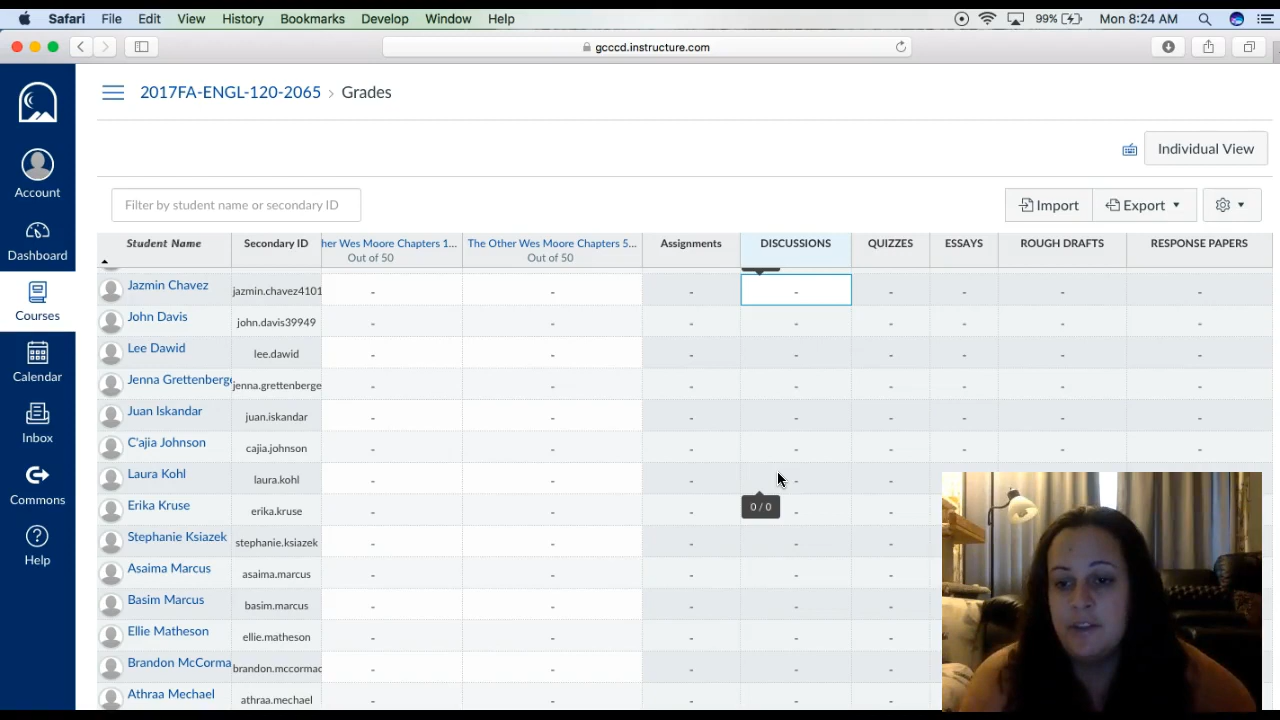 Safari File Edit View History Bookmarks Develop Window Help 99% Mon 8:24 AM
gcccd.instructure.com
2017FA-ENGL-120-2065 › Grades
Individual View
Filter by student name or secondary ID
Import Export
Student Name Secondary ID her Wes Moore Chapters 1... The Other Wes Moore Chapters 5... Assignments DISCUSSIONS QUIZZES ESSAYS ROUGH DRAFTS RESPONSE PAPERS
Out of 50 Out of 50
Jazmin Chavez jazmin.chavez4101 - - - - - - - -
John Davis john.davis39949 - - - - - - - -
Lee Dawid lee.dawid - - - - - - - -
Jenna Grettenberge jenna.grettenberge - - - - - - - -
Juan Iskandar juan.iskandar - - - - - - - -
C'ajia Johnson cajia.johnson - - - - - - - -
Laura Kohl laura.kohl - - - - -
Erika Kruse erika.kruse - - - - -
0 / 0
Stephanie Ksiazek stephanie.ksiazek - - - - -
Asaima Marcus asaima.marcus - - - - -
Basim Marcus basim.marcus - - - - -
Ellie Matheson ellie.matheson - - - - -
Brandon McCorma brandon.mccormac - - - - -
Athraa Mechael athraa.mechael - - - - -
Account
Dashboard
Courses
Calendar
Inbox
Commons
Help